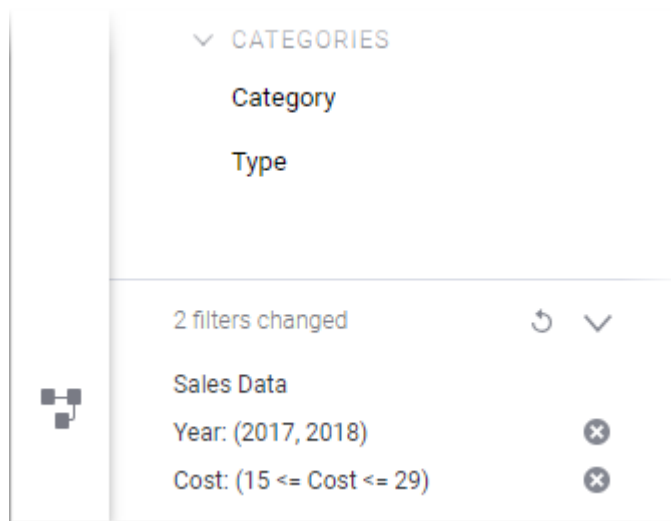 CATEGORIES
Category
Type
2 filters changed
Sales Data
Year: (2017, 2018)
Cost: (15 <= Cost <= 29)